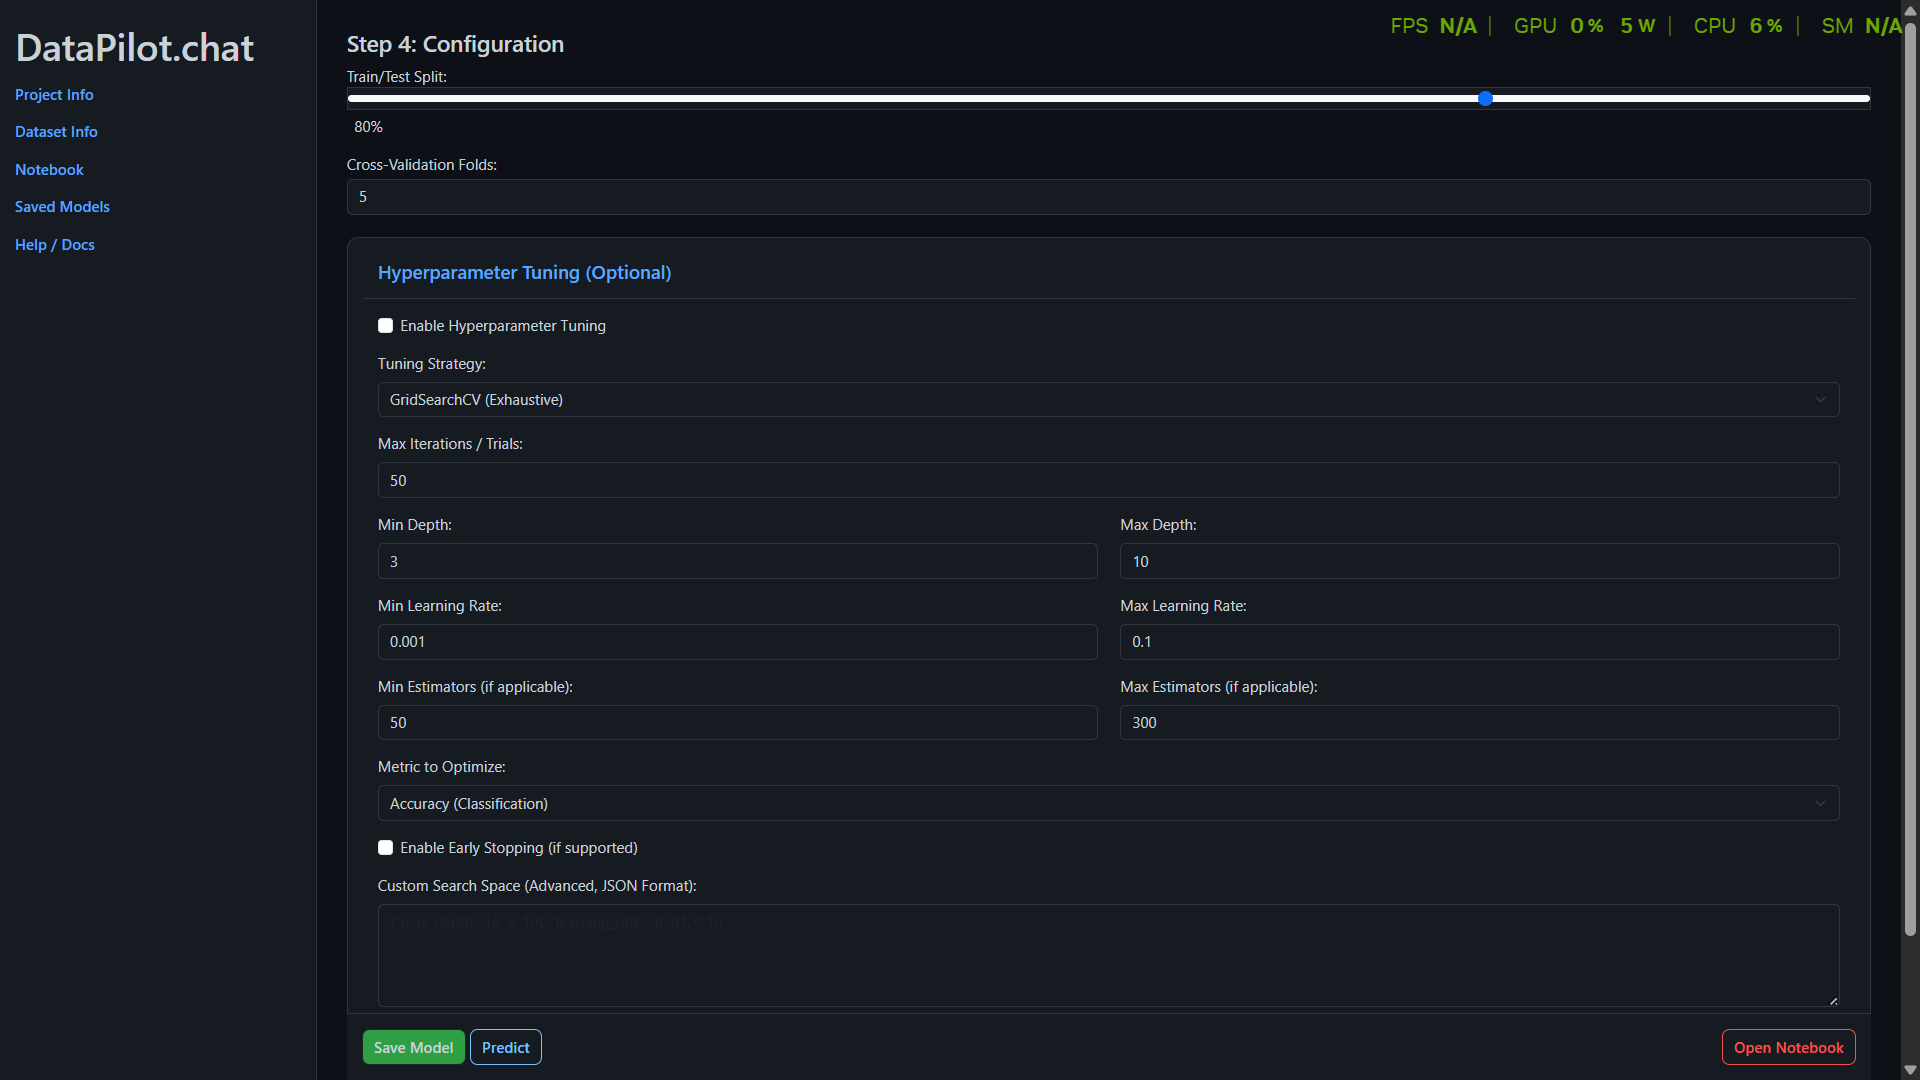 DataPilot.chat
Project Info
Dataset Info
Notebook
Saved Models
Help / Docs
FPS N/A | GPU 0 % 5 W | CPU 6 % | SM N/A
Step 4: Configuration
Train/Test Split:
80%
Cross-Validation Folds:
5
Hyperparameter Tuning (Optional)
Enable Hyperparameter Tuning
Tuning Strategy:
GridSearchCV (Exhaustive)
Max Iterations / Trials:
50
Min Depth:
Max Depth:
3
10
Min Learning Rate:
Max Learning Rate:
0.001
0.1
Min Estimators (if applicable):
Max Estimators (if applicable):
50
300
Metric to Optimize:
Accuracy (Classification)
Enable Early Stopping (if supported)
Custom Search Space (Advanced, JSON Format):
{"max_depth": [3, 5, 10], "learning_rate": [0.01, 0.1]}
Save Model
Predict
Open Notebook